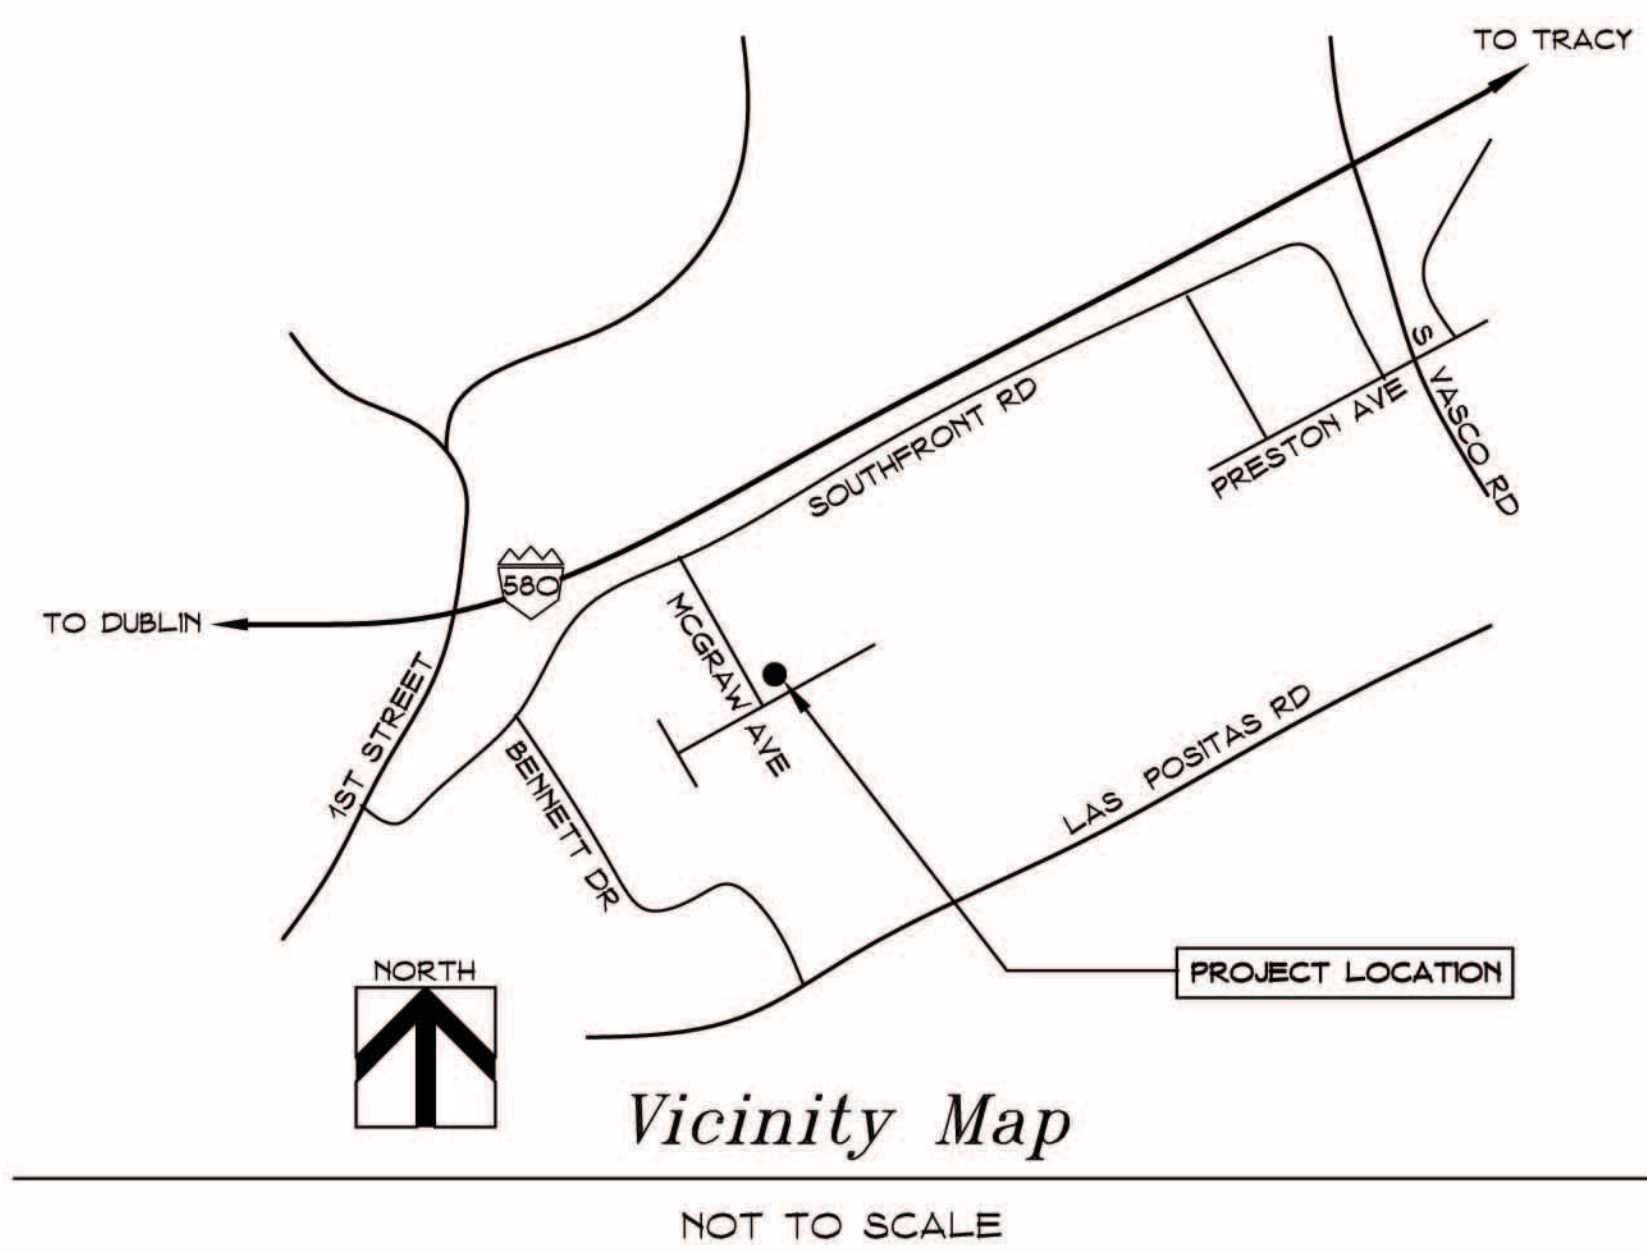 TO TRACY
S VASCO RD
PRESTON AVE
SOUTHFRONT RD
580
TO DUBLIN
MCGRAW AVE
1ST STREET
BENNETT DR
LAS POSITAS RD
PROJECT LOCATION
NORTH
Vicinity Map
NOT TO SCALE